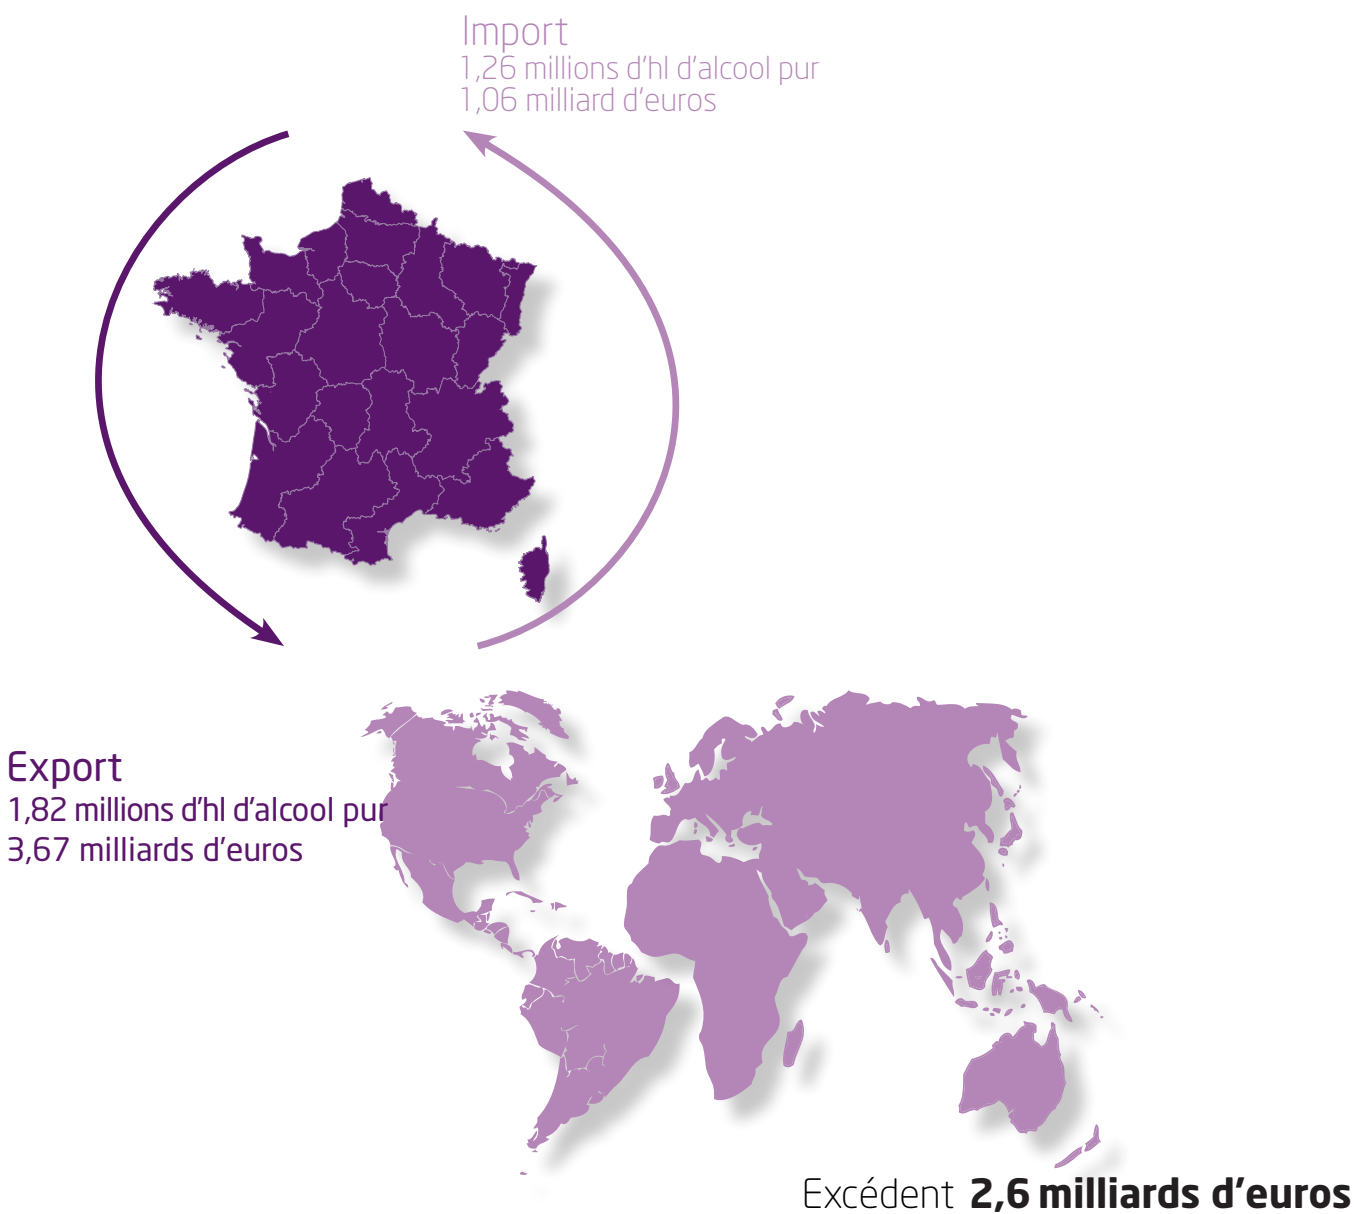 Import
1,26 millions d’hl d’alcool pur
1,06 milliard d’euros
Export
1,82 millions d’hl d’alcool pur
3,67 milliards d’euros
Excédent 2,6 milliards d’euros